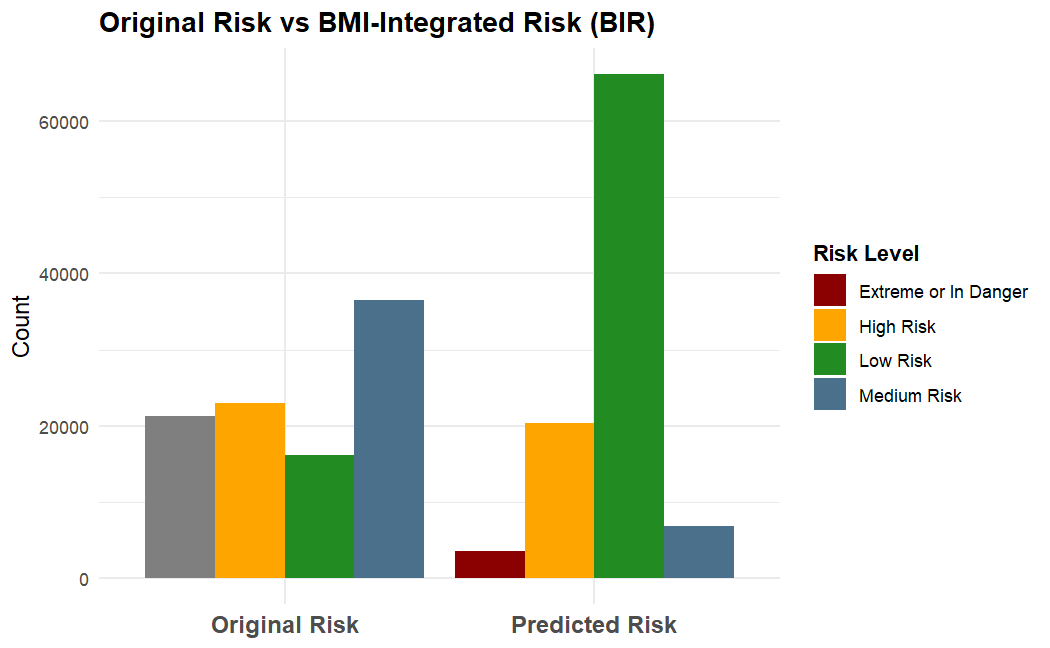 Original Risk vs BMI-Integrated Risk (BIR)
60000
40000
20000
0
Count
Original Risk
Predicted Risk
Risk Level
Extreme or In Danger
High Risk
Low Risk
Medium Risk